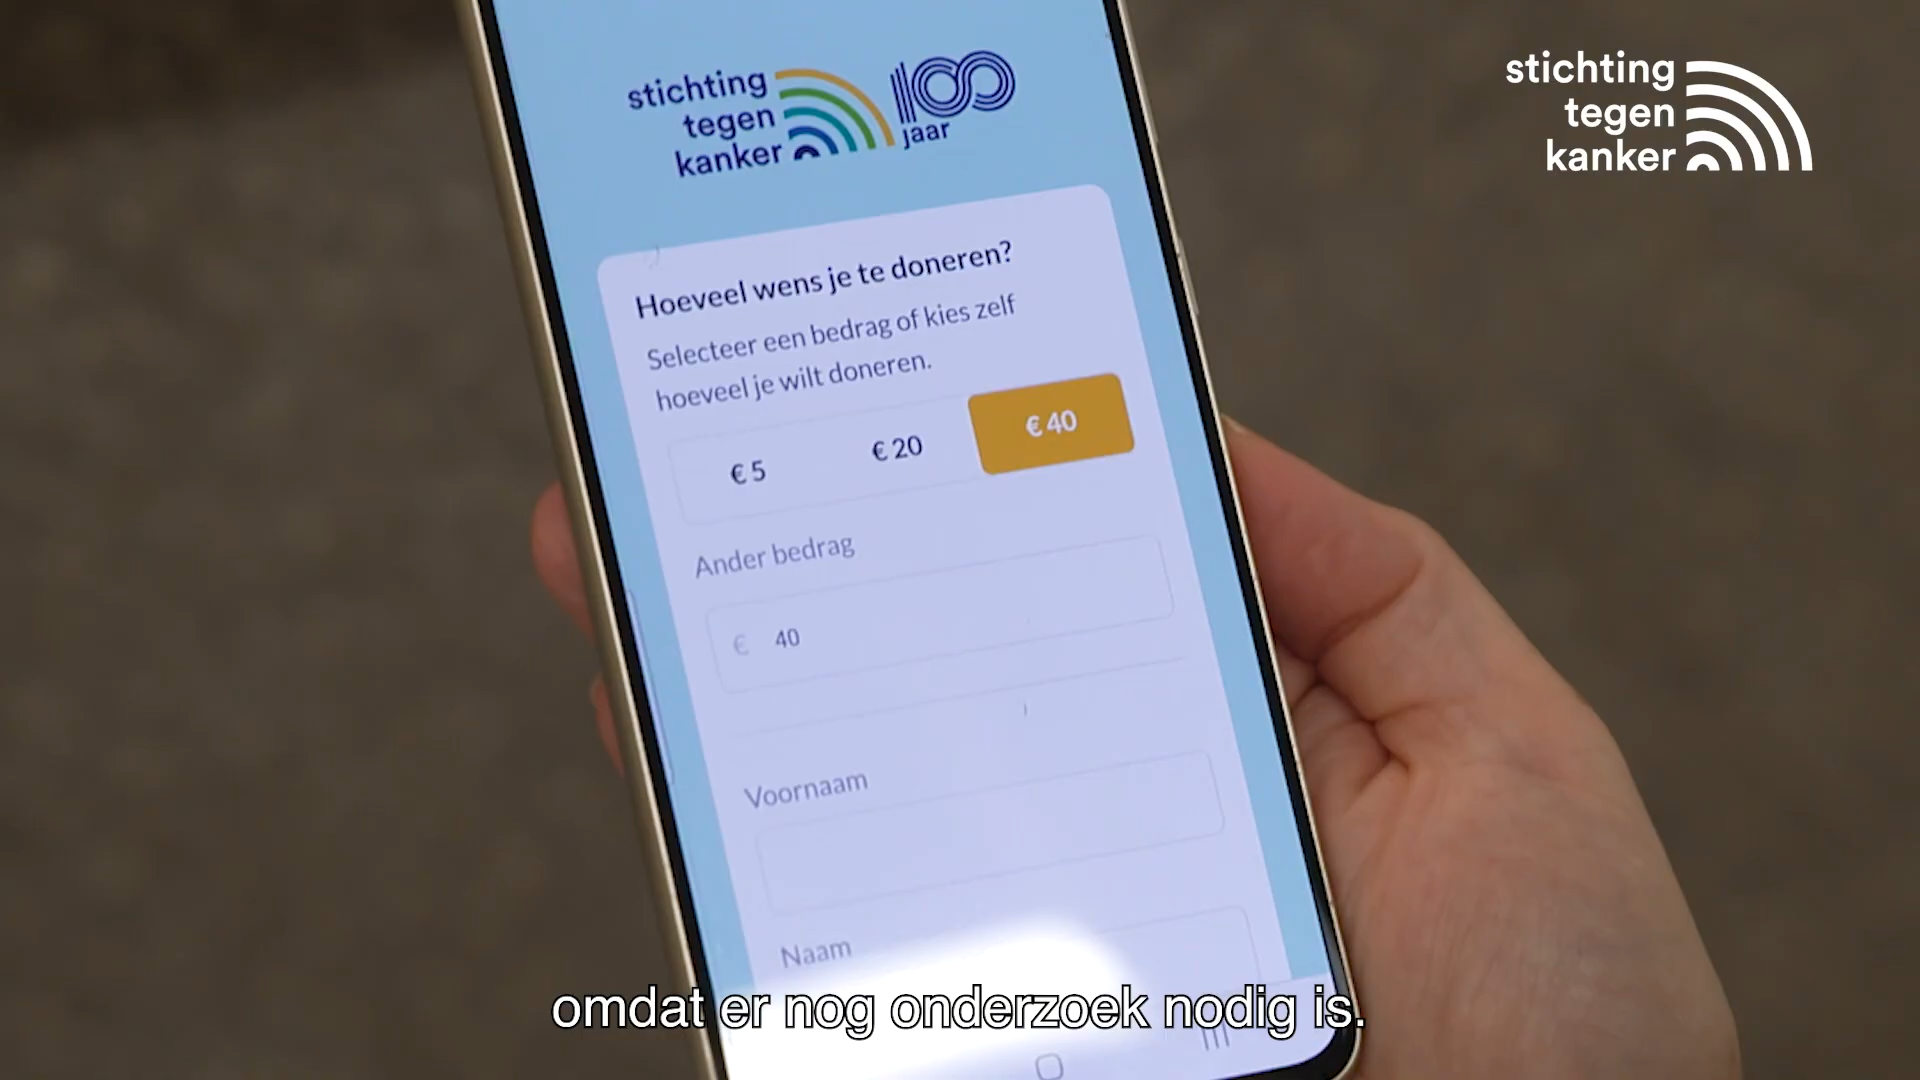 stichting
tegen
kanker
100
jaar
stichting
tegen
kanker
Hoeveel wens je te doneren?
Selecteer een bedrag of kies zelf
hoeveel je wilt doneren.
€ 5 € 20 € 40
Ander bedrag
€ 40
Voornaam
Naam
omdat er nog onderzoek nodig is.